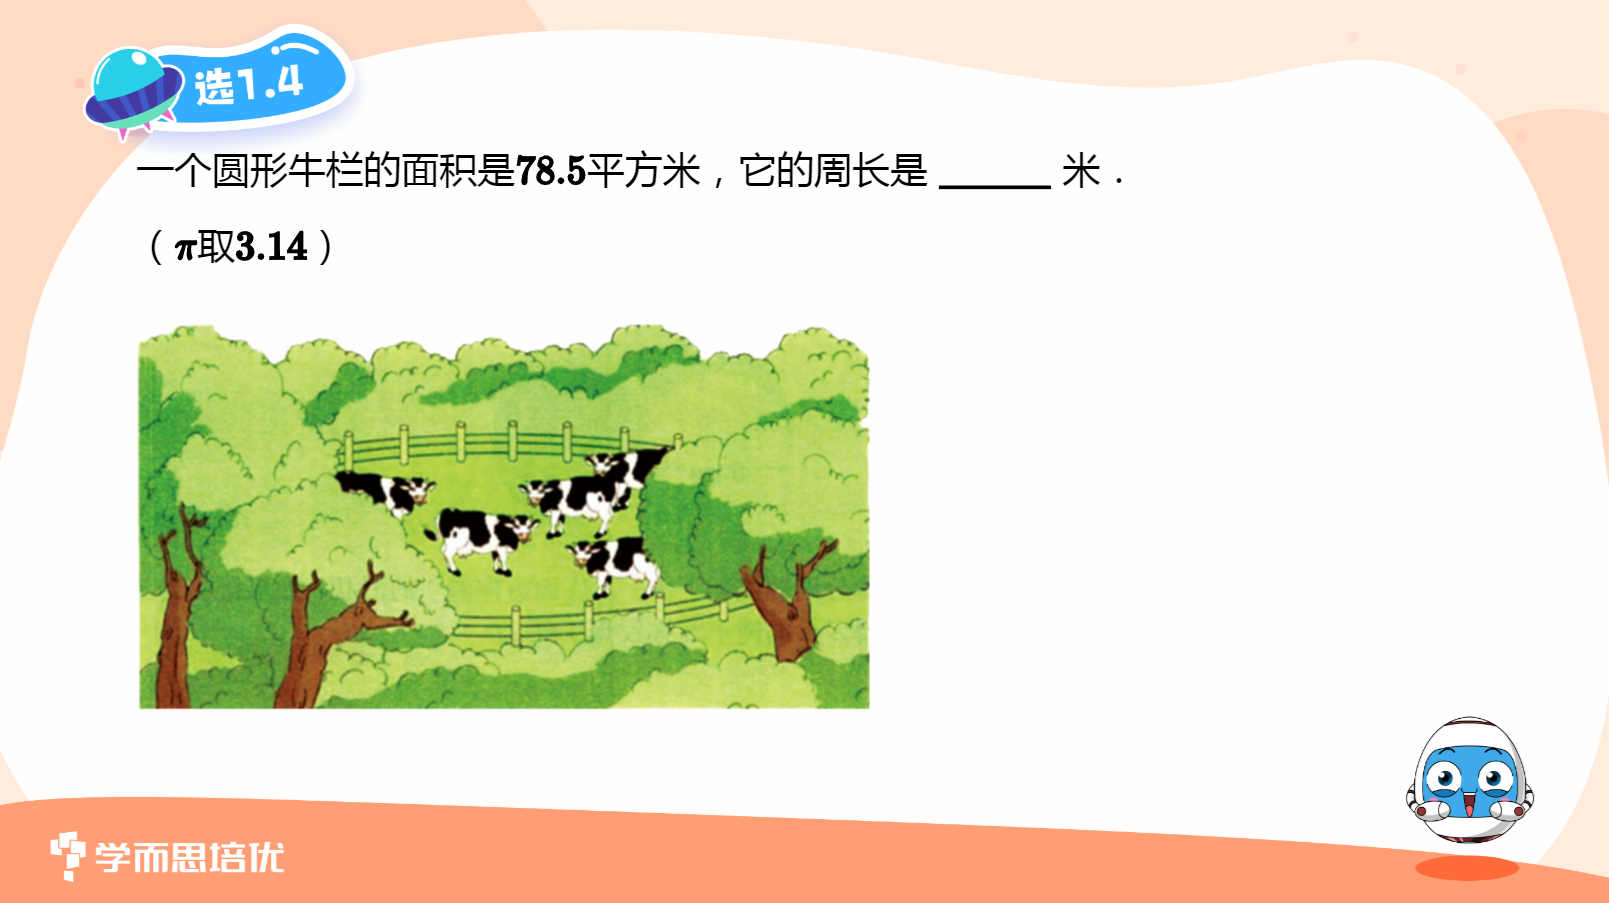 选1.4
一个圆形牛栏的面积是78.5平方米，它的周长是 ______ 米．
（π取3.14）
学而思培优